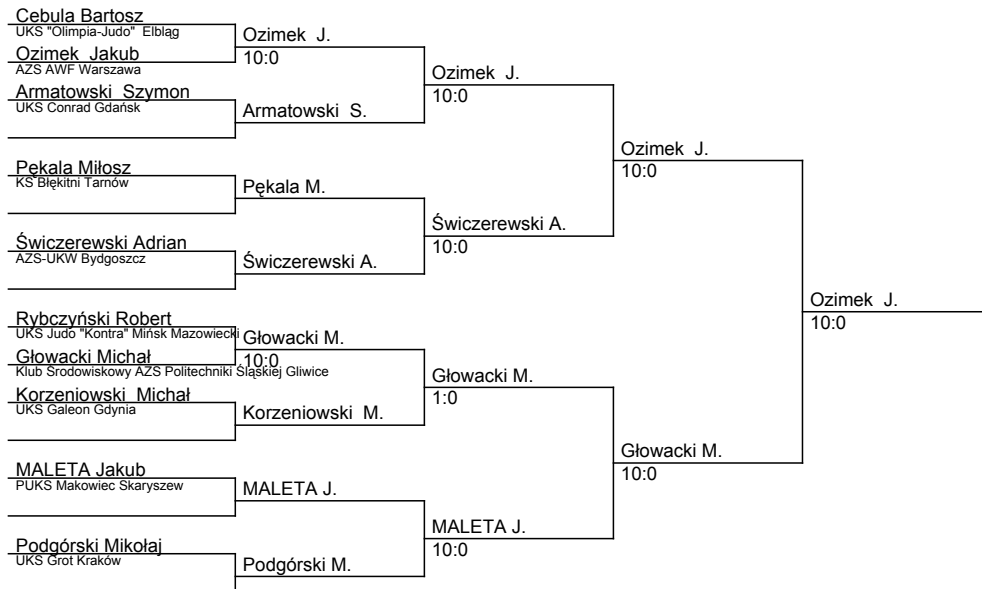 Cebula Bartosz
UKS "Olimpia-Judo" Elbląg
Ozimek J.
10:0
Ozimek Jakub
AZS AWF Warszawa
Ozimek J.
10:0
Armatowski Szymon
UKS Conrad Gdańsk
Armatowski S.
Ozimek J.
10:0
Pękala Miłosz
KS Błękitni Tarnów
Pękala M.
Świczerewski A.
10:0
Świczerewski Adrian
AZS-UKW Bydgoszcz
Świczerewski A.
Ozimek J.
10:0
Rybczyński Robert
UKS Judo "Kontra" Mińsk Mazowiecki
Głowacki M.
10:0
Głowacki Michał
Klub Środowiskowy AZS Politechniki Śląskiej Gliwice
Głowacki M.
1:0
Korzeniowski Michał
UKS Galeon Gdynia
Korzeniowski M.
Głowacki M.
10:0
MALETA Jakub
PUKS Makowiec Skaryszew
MALETA J.
MALETA J.
10:0
Podgórski Mikołaj
UKS Grot Kraków
Podgórski M.